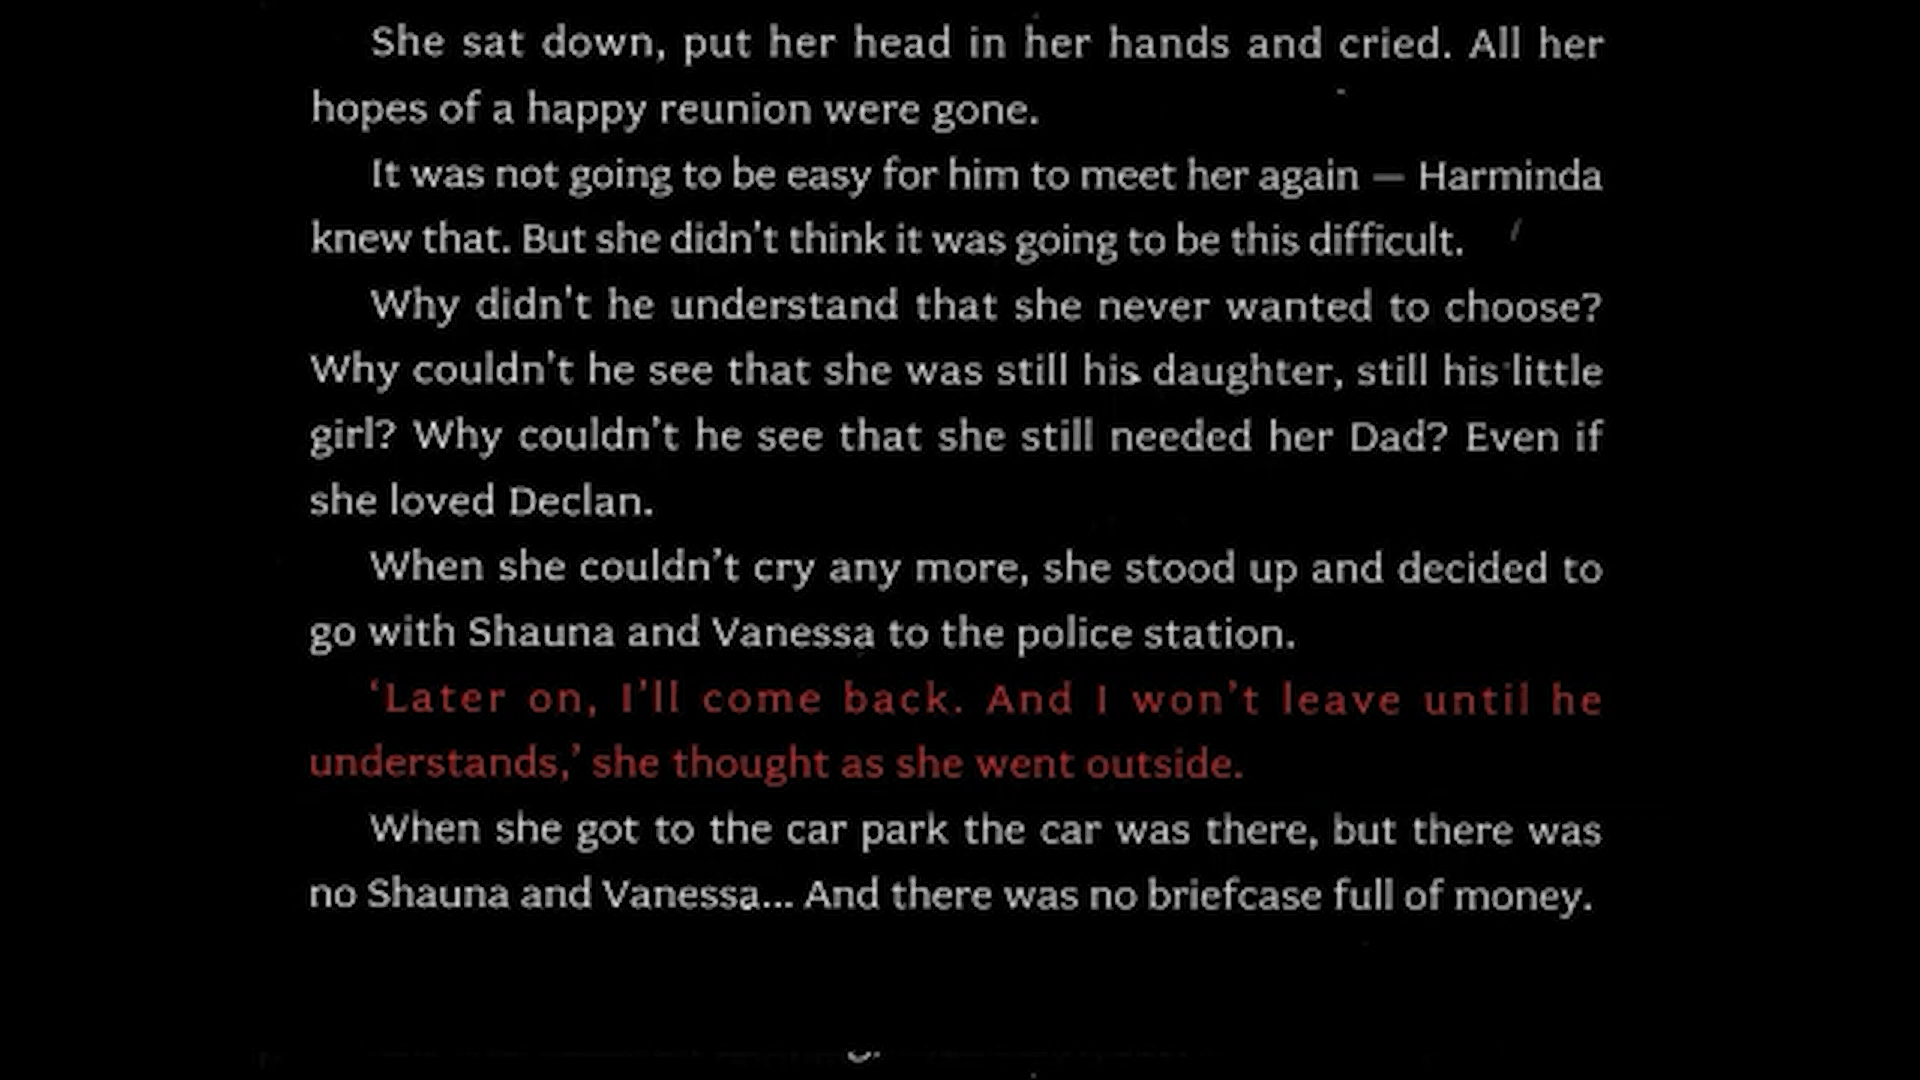 She sat down, put her head in her hands and cried. All her
hopes of a happy reunion were gone.
It was not going to be easy for him to meet her again — Harminda
knew that. But she didn't think it was going to be this difficult.
Why didn't he understand that she never wanted to choose?
Why couldn't he see that she was still his daughter, still his little
girl? Why couldn't he see that she still needed her Dad? Even if
she loved Declan.
When she couldn't cry any more, she stood up and decided to
go with Shauna and Vanessa to the police station.
‘Later on, I’ll come back. And I won’t leave until he
understands,’ she thought as she went outside.
When she got to the car park the car was there, but there was
no Shauna and Vanessa... And there was no briefcase full of money.